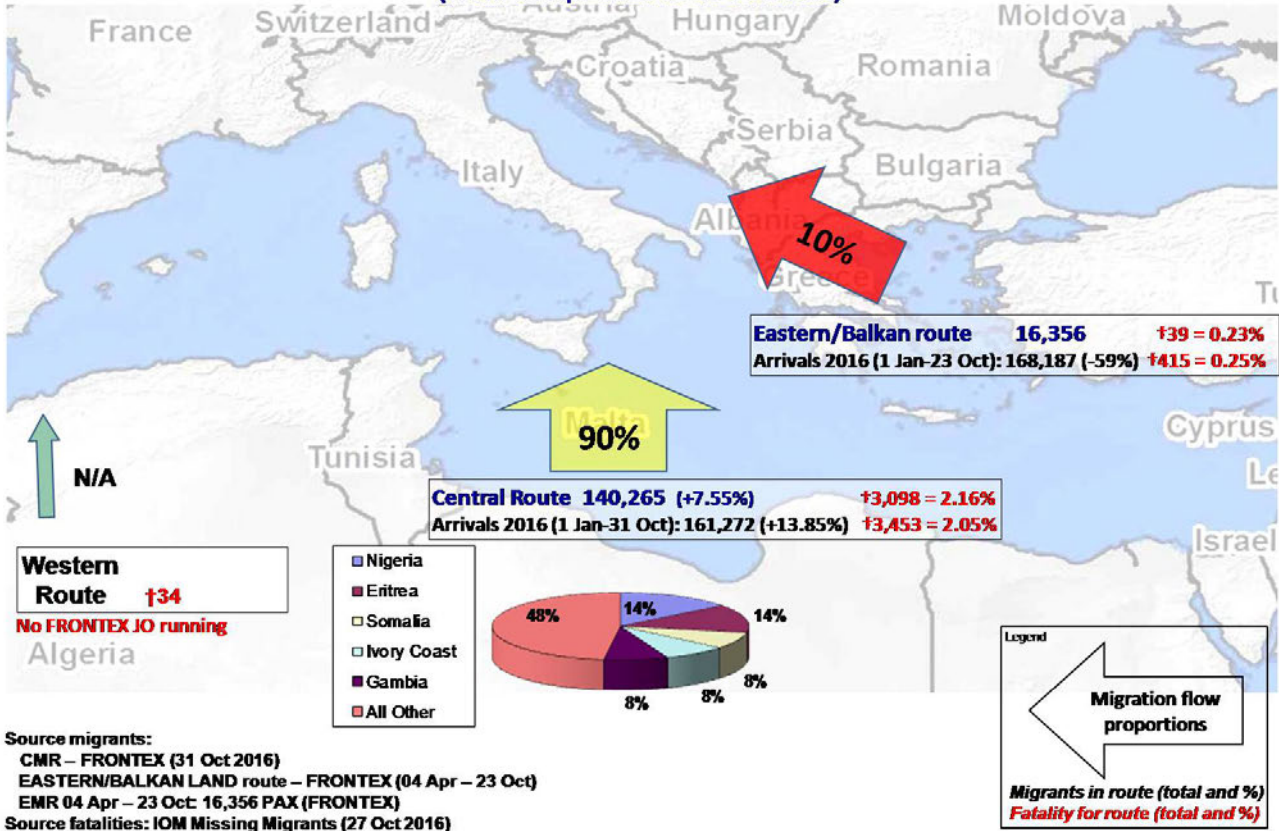 France
Switzerland
Austria
Hungary
Moldova
Croatia
Romania
Serbia
Italy
Bulgaria
Albania
10%
Greece
Eastern/Balkan route 16,356 †39 = 0.23%
Arrivals 2016 (1 Jan-23 Oct): 168,187 (-59%) †415 = 0.25%
Malta
90%
Cyprus
Tunisia
N/A
Central Route 140,265 (+7.55%) †3,098 = 2.16%
Arrivals 2016 (1 Jan-31 Oct): 161,272 (+13.85%) †3,453 = 2.05%
Israel
Western
Route †34
No FRONTEX JO running
Algeria
Nigeria
Eritrea
Somalia
Ivory Coast
Gambia
All Other
48%
14%
14%
8%
8%
8%
Legend
Migration flow
proportions
Migrants in route (total and %)
Fatality for route (total and %)
Source migrants:
CMR – FRONTEX (31 Oct 2016)
EASTERN/BALKAN LAND route – FRONTEX (04 Apr – 23 Oct)
EMR 04 Apr – 23 Oct: 16,356 PAX (FRONTEX)
Source fatalities: IOM Missing Migrants (27 Oct 2016)